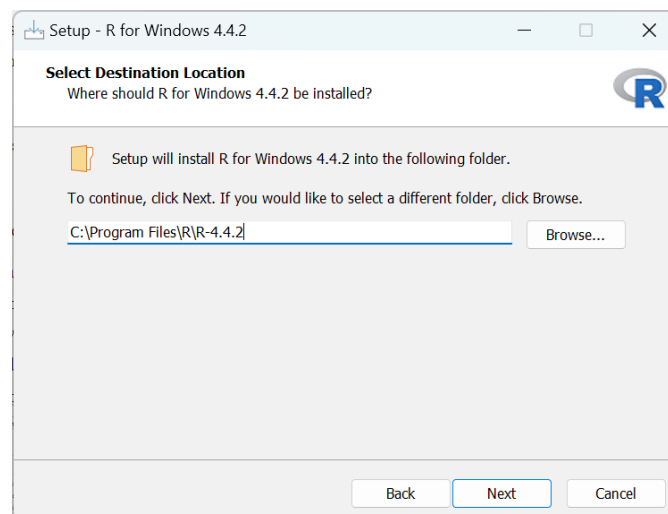 Setup - R for Windows 4.4.2
Select Destination Location
Where should R for Windows 4.4.2 be installed?
R
Setup will install R for Windows 4.4.2 into the following folder.
To continue, click Next. If you would like to select a different folder, click Browse.
C:\Program Files\R\R-4.4.2
Browse...
Back
Next
Cancel